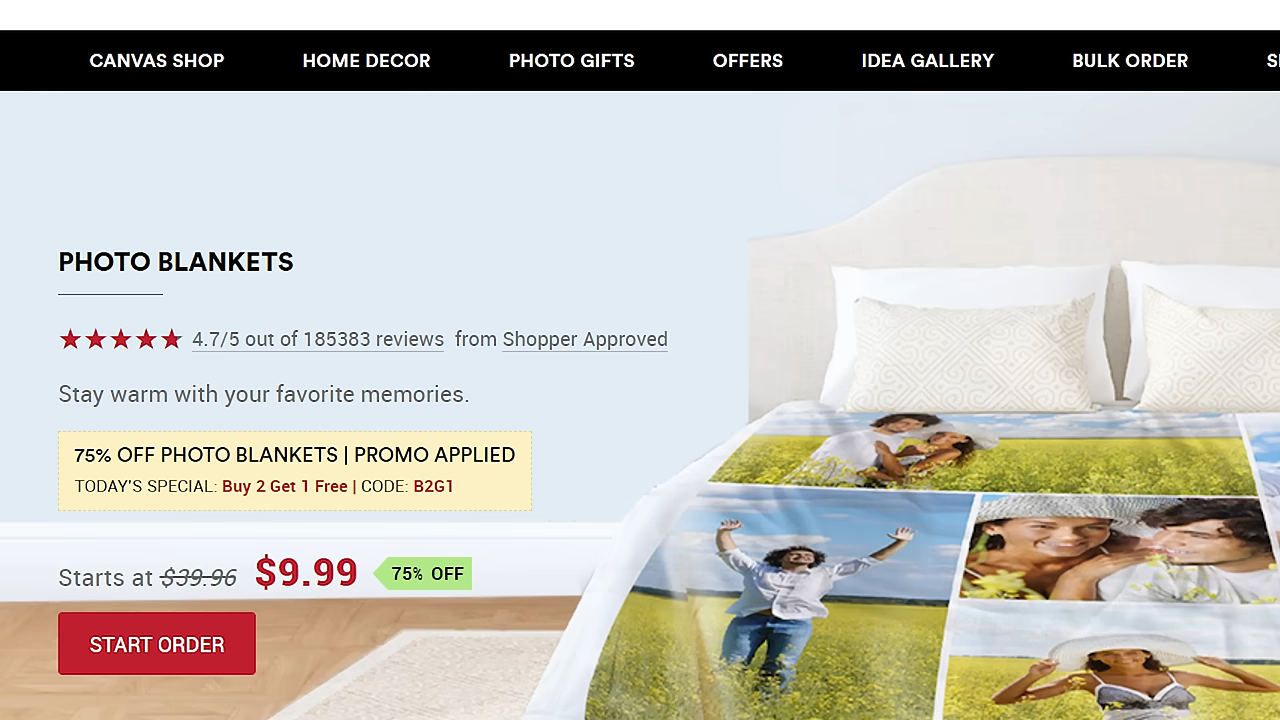 CANVAS SHOP HOME DECOR PHOTO GIFTS OFFERS IDEA GALLERY BULK ORDER
PHOTO BLANKETS
4.7/5 out of 185383 reviews from Shopper Approved
Stay warm with your favorite memories.
75% OFF PHOTO BLANKETS | PROMO APPLIED
TODAY'S SPECIAL: Buy 2 Get 1 Free | CODE: B2G1
Starts at $39.96 $9.99 75% OFF
START ORDER